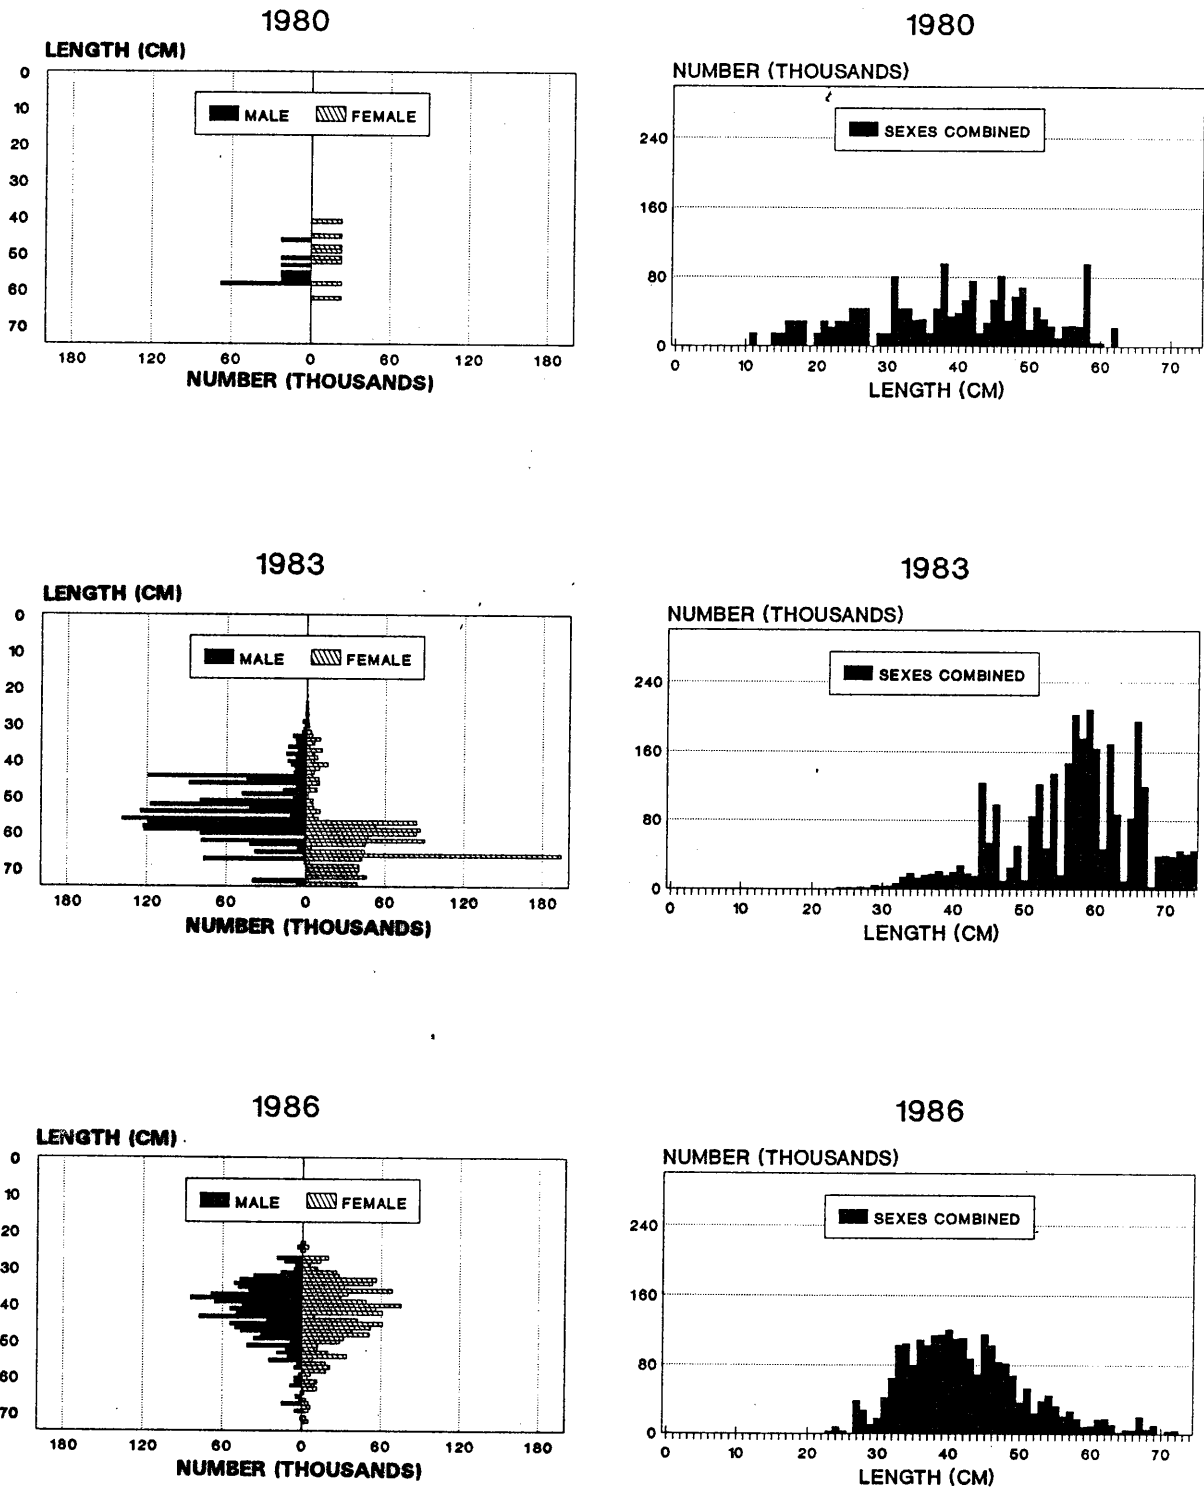 1980
LENGTH (CM)
0
10
20
30
40
50
60
70
MALE FEMALE
180 120 60 0 60 120 180
NUMBER (THOUSANDS)
1980
NUMBER (THOUSANDS)
SEXES COMBINED
240
160
80
0
0 10 20 30 40 50 60 70
LENGTH (CM)
1983
LENGTH (CM)
0
10
20
30
40
50
60
70
MALE FEMALE
180 120 60 0 60 120 180
NUMBER (THOUSANDS)
1983
NUMBER (THOUSANDS)
SEXES COMBINED
240
160
80
0
0 10 20 30 40 50 60 70
LENGTH (CM)
1986
LENGTH (CM)
0
10
20
30
40
50
60
70
MALE FEMALE
180 120 60 0 60 120 180
NUMBER (THOUSANDS)
1986
NUMBER (THOUSANDS)
SEXES COMBINED
240
160
80
0
0 10 20 30 40 50 60 70
LENGTH (CM)